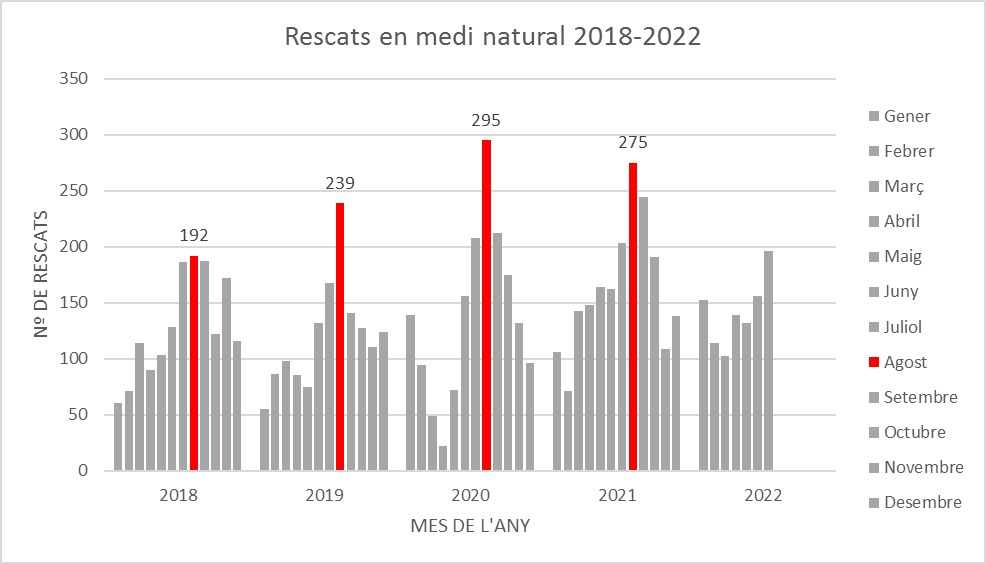 Rescats en medi natural 2018-2022
350
300
250
200
150
100
50
0
Nº DE RESCATS
192
239
295
275
2018
2019
2020
2021
2022
MES DE L'ANY
Gener
Febrer
Març
Abril
Maig
Juny
Juliol
Agost
Setembre
Octubre
Novembre
Desembre